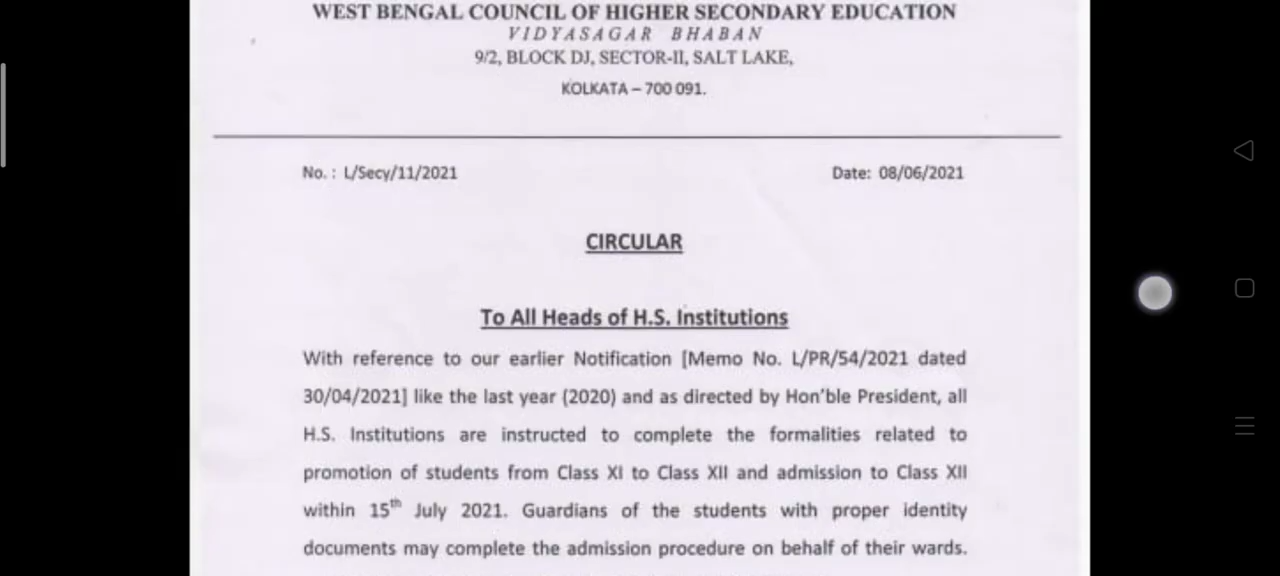 WEST BENGAL COUNCIL OF HIGHER SECONDARY EDUCATION
VIDYASAGAR BHABAN
9/2, BLOCK DJ, SECTOR-II, SALT LAKE,
KOLKATA – 700 091.
No. : L/Secy/11/2021 Date: 08/06/2021
CIRCULAR
To All Heads of H.S. Institutions
With reference to our earlier Notification [Memo No. L/PR/54/2021 dated
30/04/2021] like the last year (2020) and as directed by Hon'ble President, all
H.S. Institutions are instructed to complete the formalities related to
promotion of students from Class XI to Class XII and admission to Class XII
within 15th July 2021. Guardians of the students with proper identity
documents may complete the admission procedure on behalf of their wards.